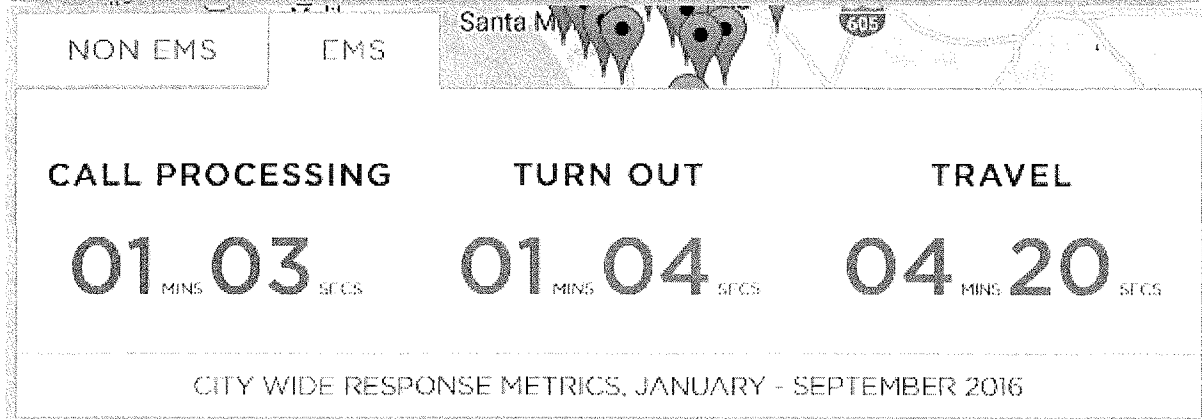 Santa M
605
NON EMS
EMS
CALL PROCESSING
TURN OUT
TRAVEL
01 MINS 03 SECS
01 MINS 04 SECS
04 MINS 20 SECS
CITY WIDE RESPONSE METRICS, JANUARY - SEPTEMBER 2016